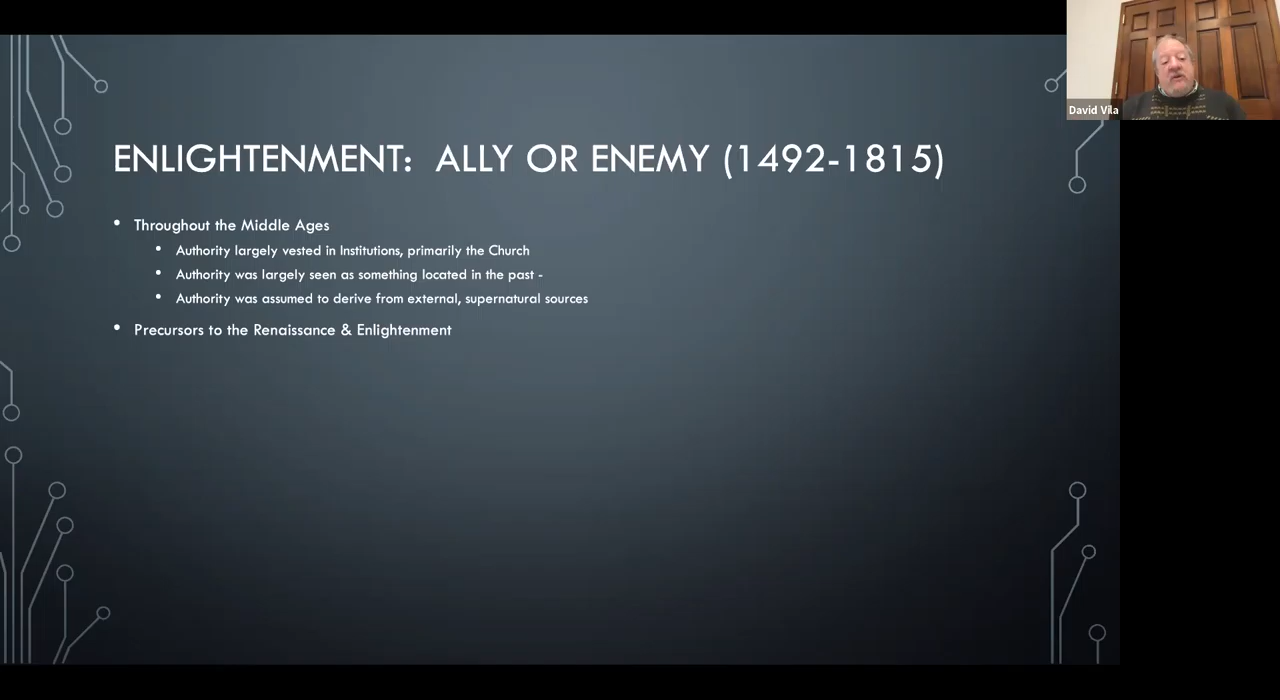 ENLIGHTENMENT: ALLY OR ENEMY (1492-1815)
• Throughout the Middle Ages
• Authority largely vested in Institutions, primarily the Church
• Authority was largely seen as something located in the past -
• Authority was assumed to derive from external, supernatural sources
• Precursors to the Renaissance & Enlightenment
David Vila